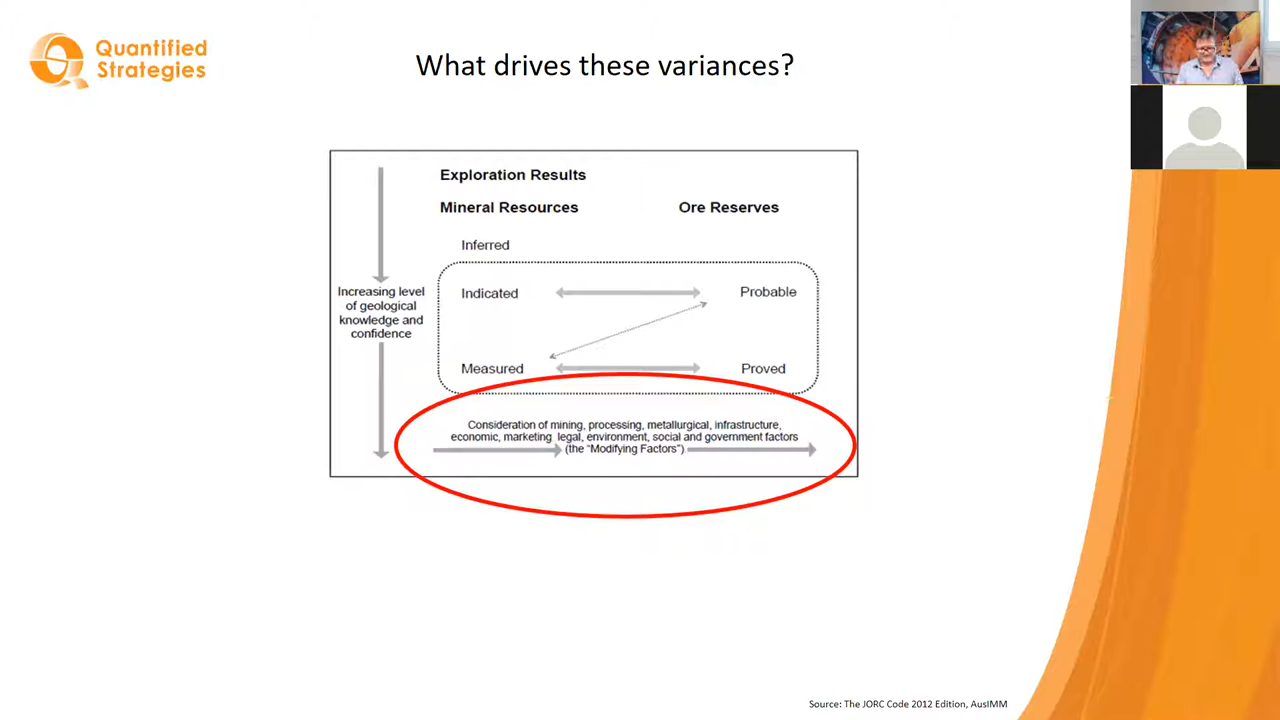 Quantified
Strategies
What drives these variances?
Exploration Results
Mineral Resources
Ore Reserves
Inferred
Indicated
Probable
Increasing level
of geological
knowledge and
confidence
Measured
Proved
Consideration of mining, processing, metallurgical, infrastructure,
economic, marketing legal, environment, social and government factors
(the "Modifying Factors")
Source: The JORC Code 2012 Edition, AusIMM